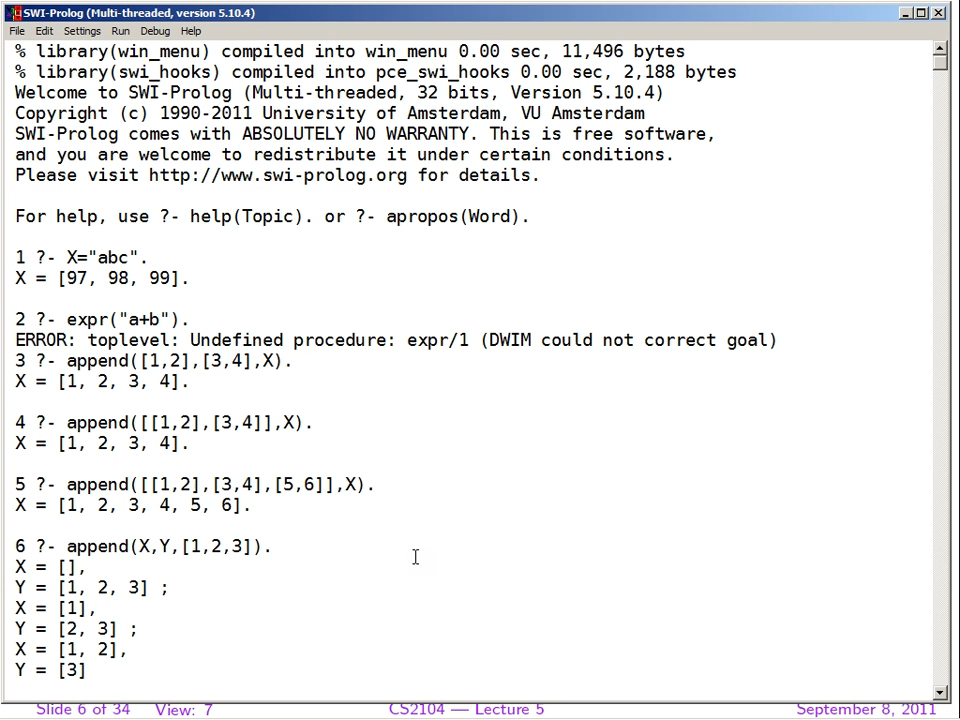 SWI-Prolog (Multi-threaded, version 5.10.4)
File Edit Settings Run Debug Help
% library(win_menu) compiled into win_menu 0.00 sec, 11,496 bytes
% library(swi_hooks) compiled into pce_swi_hooks 0.00 sec, 2,188 bytes
Welcome to SWI-Prolog (Multi-threaded, 32 bits, Version 5.10.4)
Copyright (c) 1990-2011 University of Amsterdam, VU Amsterdam
SWI-Prolog comes with ABSOLUTELY NO WARRANTY. This is free software,
and you are welcome to redistribute it under certain conditions.
Please visit http://www.swi-prolog.org for details.
For help, use ?- help(Topic). or ?- apropos(Word).
1 ?- X="abc".
X = [97, 98, 99].
2 ?- expr("a+b").
ERROR: toplevel: Undefined procedure: expr/1 (DWIM could not correct goal)
3 ?- append([1,2],[3,4],X).
X = [1, 2, 3, 4].
4 ?- append([[1,2],[3,4]],X).
X = [1, 2, 3, 4].
5 ?- append([[1,2],[3,4],[5,6]],X).
X = [1, 2, 3, 4, 5, 6].
6 ?- append(X,Y,[1,2,3]).
X = [],
Y = [1, 2, 3] ;
X = [1],
Y = [2, 3] ;
X = [1, 2],
Y = [3]
Slide 6 of 34 View: 7 CS2104 — Lecture 5 September 8, 2011